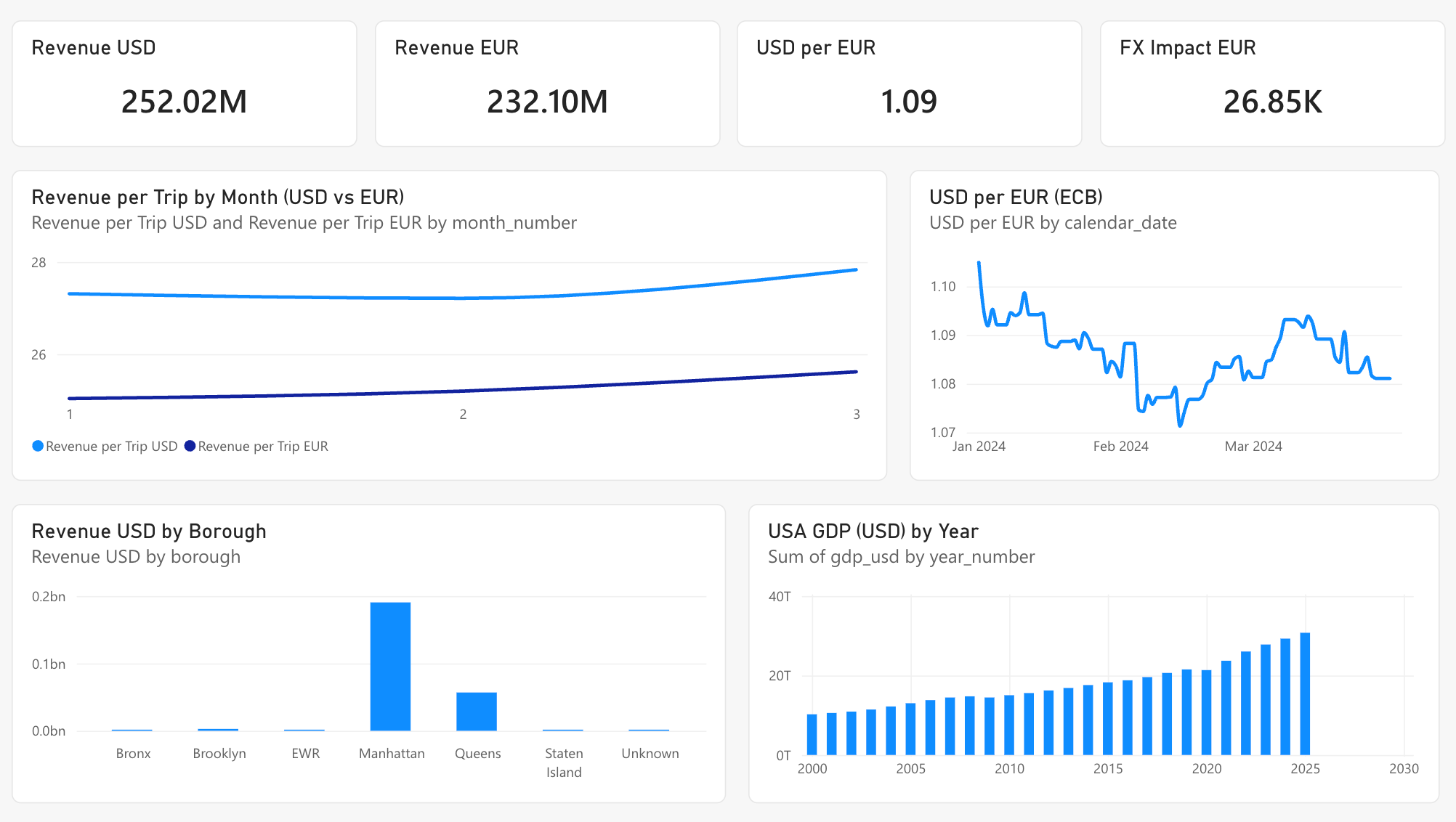 Revenue USD
252.02M
Revenue EUR
232.10M
USD per EUR
1.09
FX Impact EUR
26.85K
Revenue per Trip by Month (USD vs EUR)
Revenue per Trip USD and Revenue per Trip EUR by month_number
28
26
1 2 3
Revenue per Trip USD Revenue per Trip EUR
USD per EUR (ECB)
USD per EUR by calendar_date
1.10
1.09
1.08
1.07
Jan 2024 Feb 2024 Mar 2024
Revenue USD by Borough
Revenue USD by borough
0.2bn
0.1bn
0.0bn
Bronx Brooklyn EWR Manhattan Queens Staten Unknown
Island
USA GDP (USD) by Year
Sum of gdp_usd by year_number
40T
20T
0T
2000 2005 2010 2015 2020 2025 2030